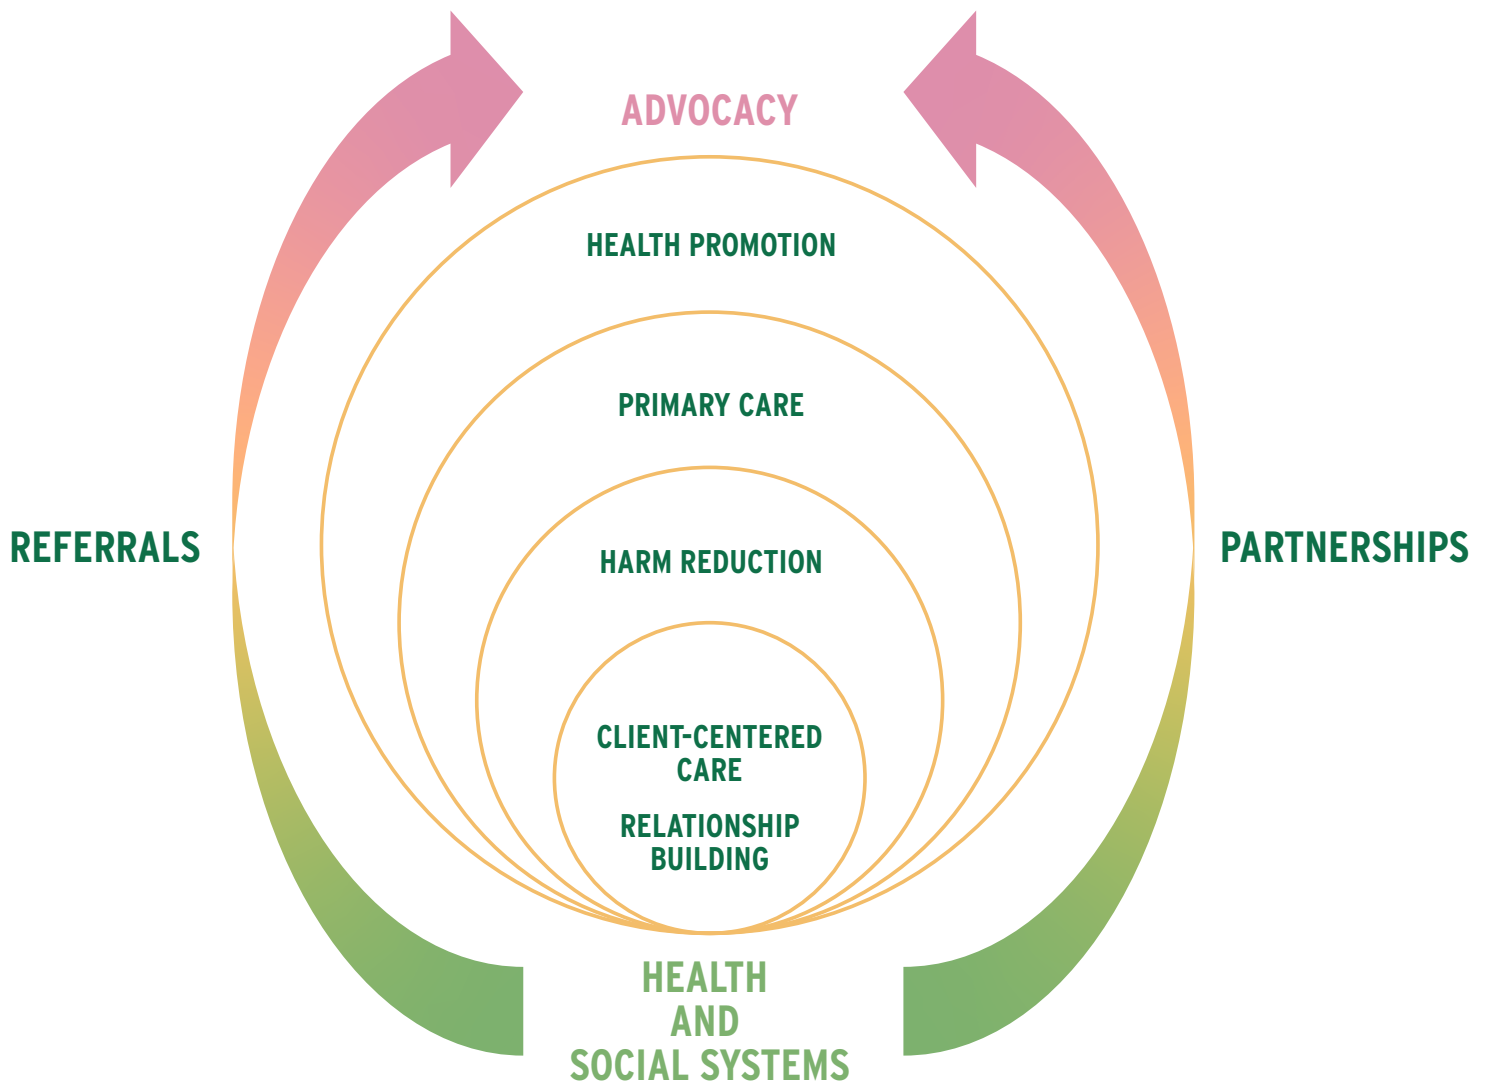 ADVOCACY
HEALTH PROMOTION
PRIMARY CARE
REFERRALS
HARM REDUCTION
PARTNERSHIPS
CLIENT-CENTERED
CARE
RELATIONSHIP
BUILDING
HEALTH
AND
SOCIAL SYSTEMS